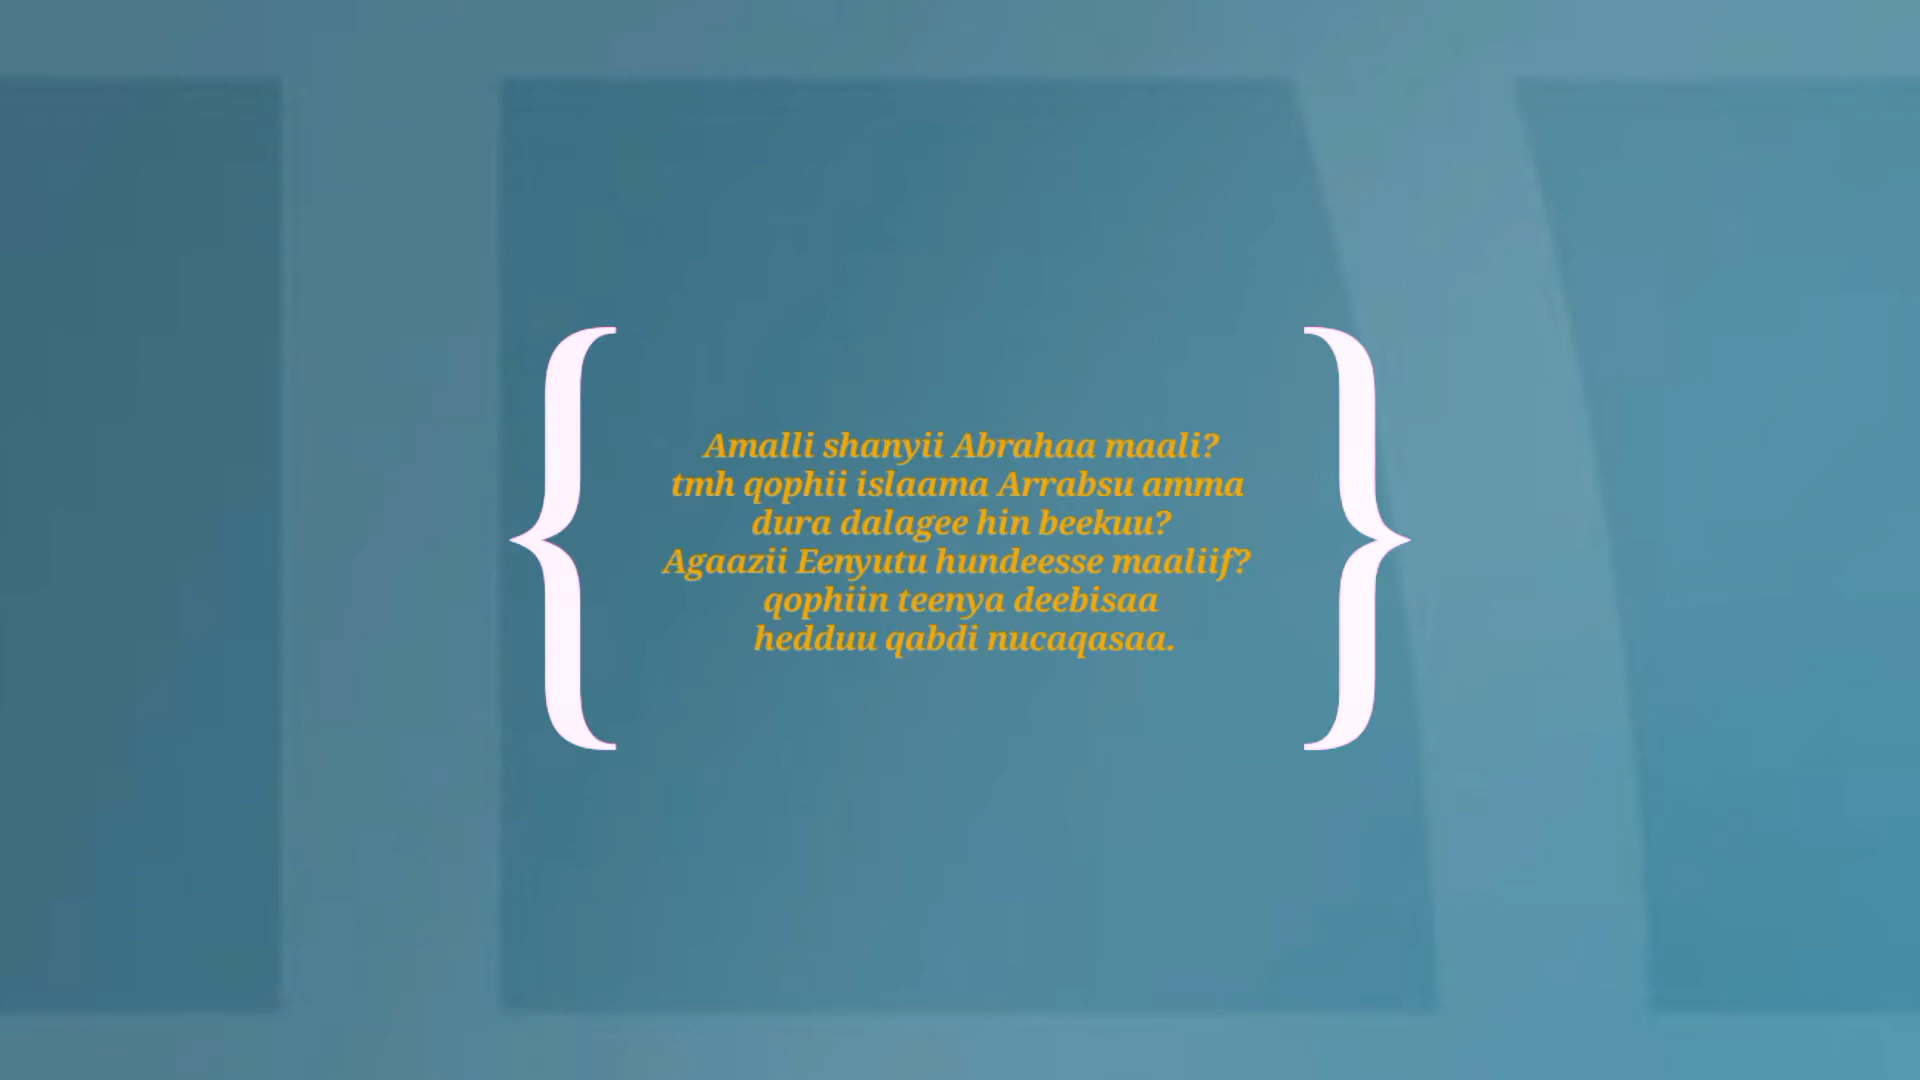 Amalli shanyii Abrahaa maali?
tmh qophii islaama Arrabsu amma
dura dalagee hin beekuu?
Agaazii Eenyutu hundeesse maaliif?
qophiin teenya deebisaa
hedduu qabdi nucaqasaa.